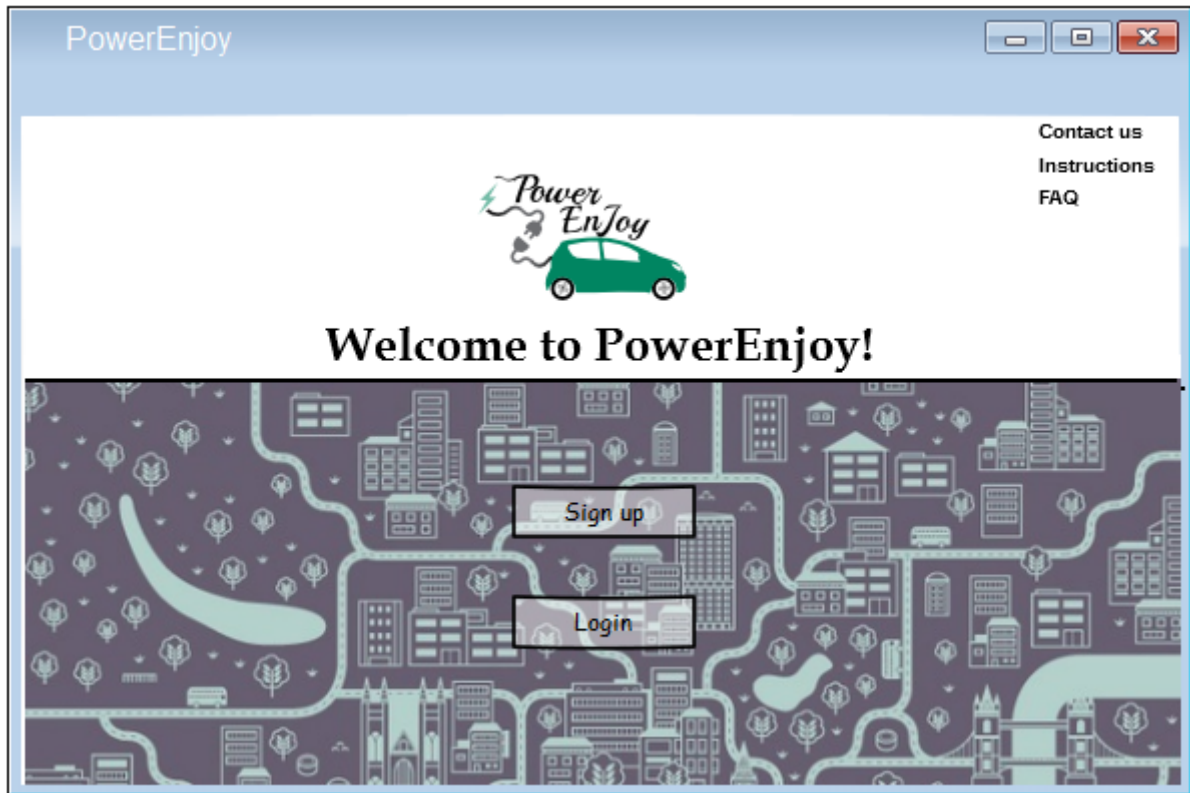 PowerEnjoy
Contact us
Instructions
FAQ
Power
EnJoy
Welcome to PowerEnjoy!
Sign up
Login